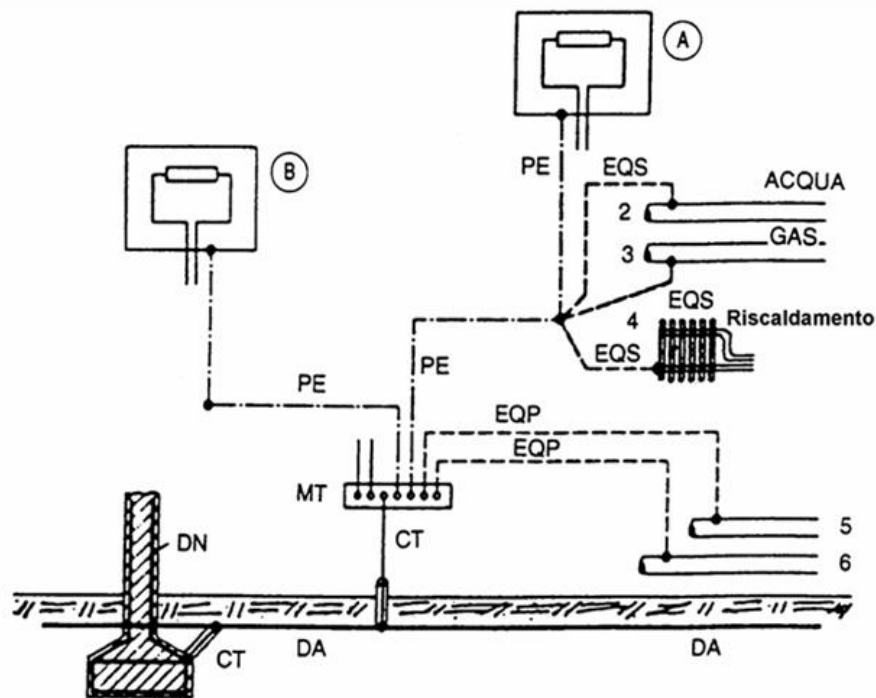 A
PE
EQS
ACQUA
2
B
3
GAS
EQS
4
Riscaldamento
EQS
PE
PE
EQP
EQP
MT
CT
5
DN
6
CT
DA
DA